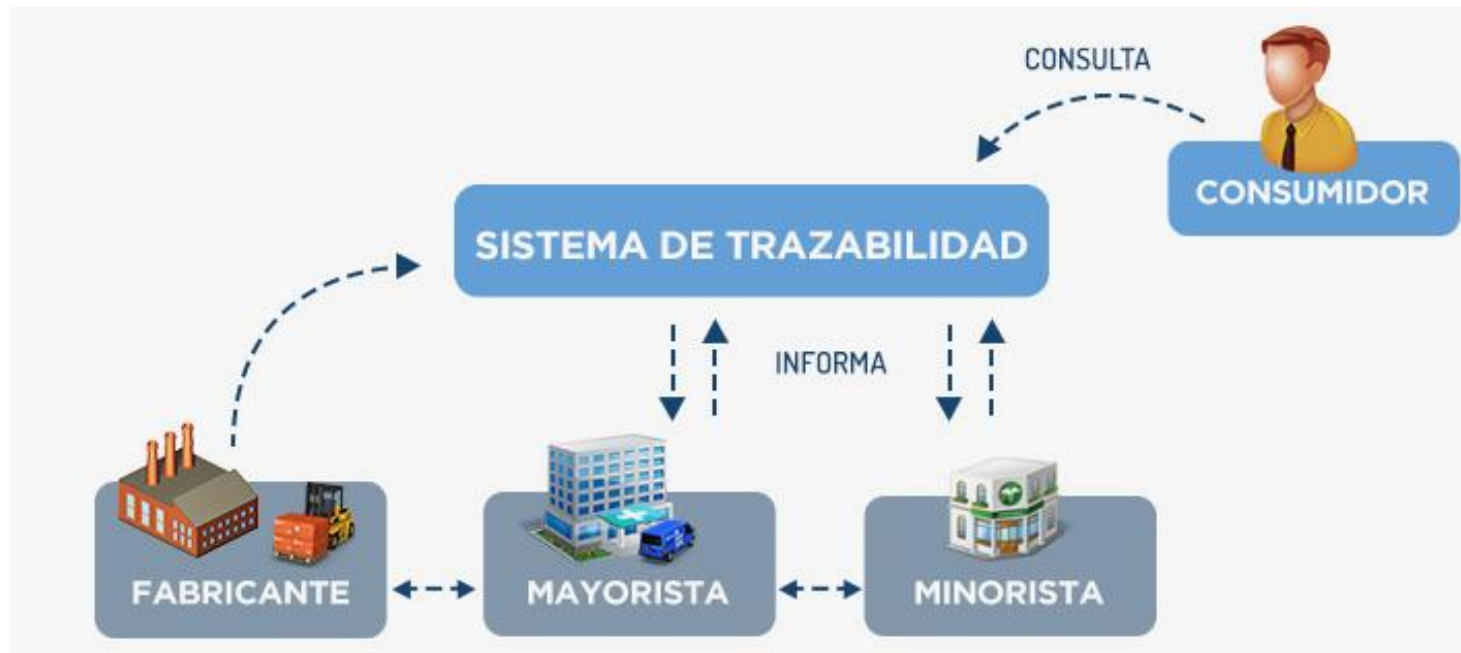 CONSULTA
CONSUMIDOR
SISTEMA DE TRAZABILIDAD
INFORMA
FABRICANTE
MAYORISTA
MINORISTA